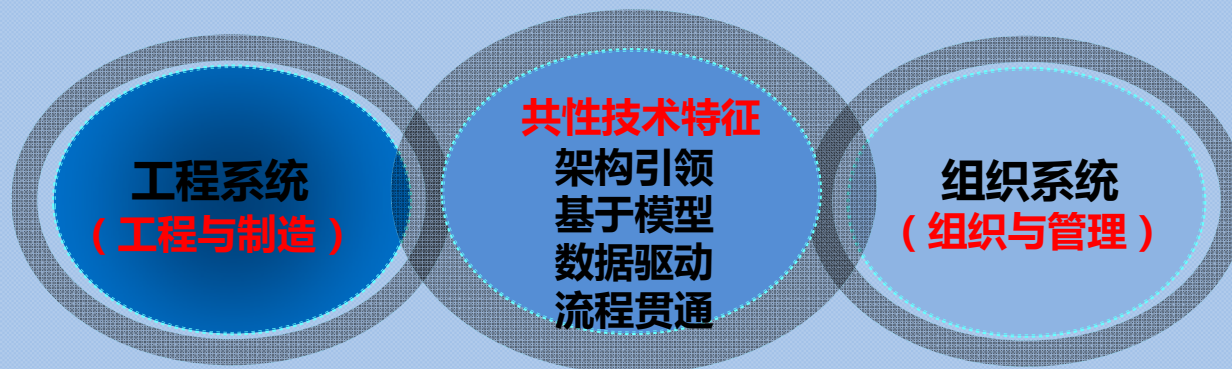 工程系统
（工程与制造）
共性技术特征
架构引领
基于模型
数据驱动
流程贯通
组织系统
（组织与管理）